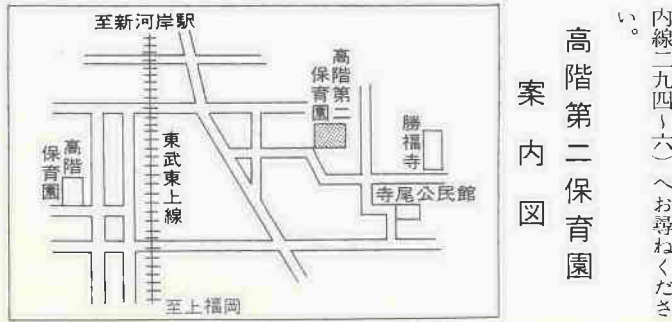 内線二九四～六）へお尋ねくださ
い。
高階第二保育園
案内図
至新河岸駅
高階第二
保育園
勝福寺
高階
保育園
東武東上線
寺尾公民館
至上福岡